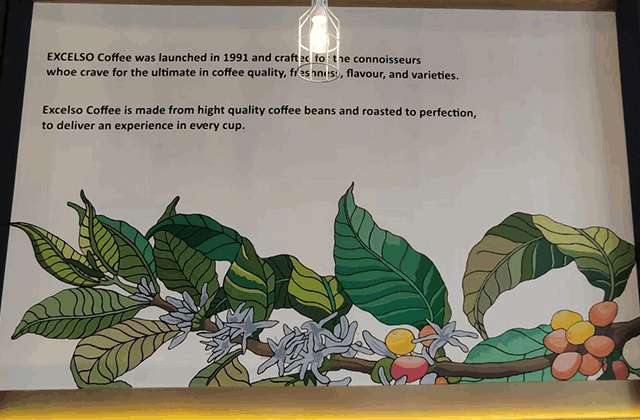 EXCELSO Coffee was launched in 1991 and crafted for the connoisseurs
whoe crave for the ultimate in coffee quality, freshness, flavour, and varieties.
Excelso Coffee is made from hight quality coffee beans and roasted to perfection,
to deliver an experience in every cup.